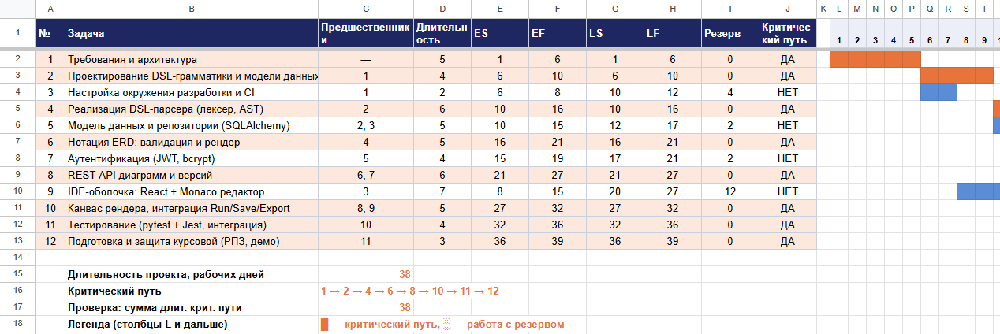 A B C D E F G H I J K L M N O P Q R S T
1 № Задача Предшественники Длительность ES EF LS LF Резерв Критический путь 1 2 3 4 5 6 7 8 9
2 1 Требования и архитектура — 5 1 6 1 6 0 ДА
3 2 Проектирование DSL-грамматики и модели данных 1 4 6 10 6 10 0 ДА
4 3 Настройка окружения разработки и CI 1 2 6 8 10 12 4 НЕТ
5 4 Реализация DSL-парсера (лексер, AST) 2 6 10 16 10 16 0 ДА
6 5 Модель данных и репозитории (SQLAlchemy) 2, 3 5 10 15 12 17 2 НЕТ
7 6 Нотация ERD: валидация и рендер 4 5 16 21 16 21 0 ДА
8 7 Аутентификация (JWT, bcrypt) 5 4 15 19 17 21 2 НЕТ
9 8 REST API диаграмм и версий 6, 7 6 21 27 21 27 0 ДА
10 9 IDE-оболочка: React + Monaco редактор 3 7 8 15 20 27 12 НЕТ
11 10 Канвас рендера, интеграция Run/Save/Export 8, 9 5 27 32 27 32 0 ДА
12 11 Тестирование (pytest + Jest, интеграция) 10 4 32 36 32 36 0 ДА
13 12 Подготовка и защита курсовой (РПЗ, демо) 11 3 36 39 36 39 0 ДА
14
15 Длительность проекта, рабочих дней 38
16 Критический путь 1 → 2 → 4 → 6 → 8 → 10 → 11 → 12
17 Проверка: сумма длит. крит. пути 38
18 Легенда (столбцы L и дальше) █ — критический путь, ░ — работа с резервом